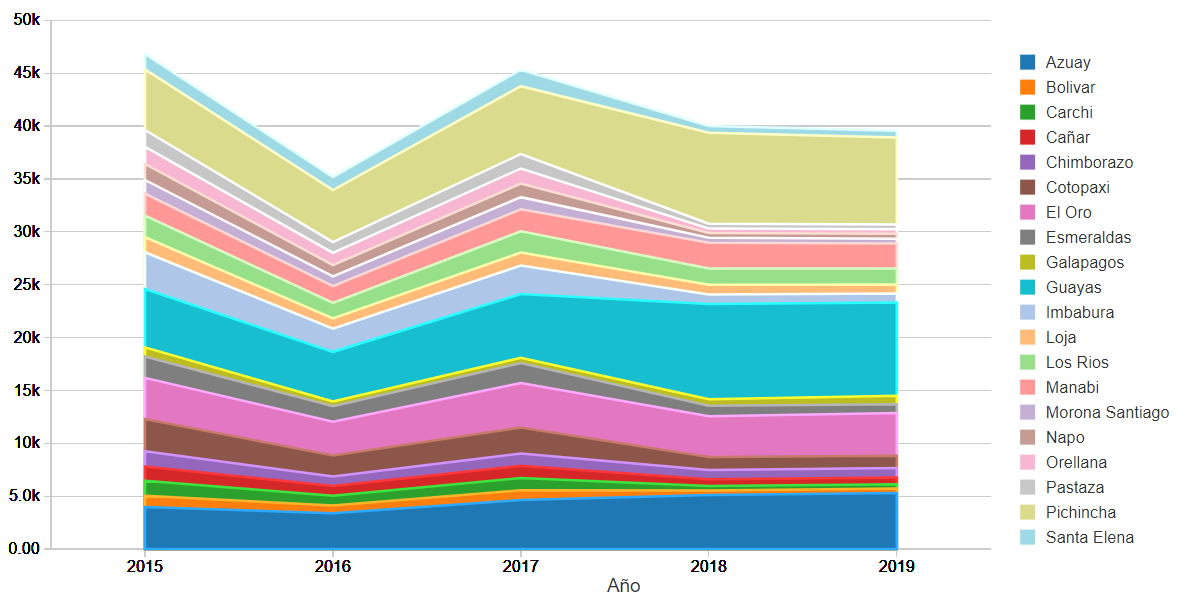 50k
45k
40k
35k
30k
25k
20k
15k
10k
5.0k
0.00
2015 2016 2017 2018 2019
Año
Azuay
Bolivar
Carchi
Cañar
Chimborazo
Cotopaxi
El Oro
Esmeraldas
Galapagos
Guayas
Imbabura
Loja
Los Rios
Manabi
Morona Santiago
Napo
Orellana
Pastaza
Pichincha
Santa Elena